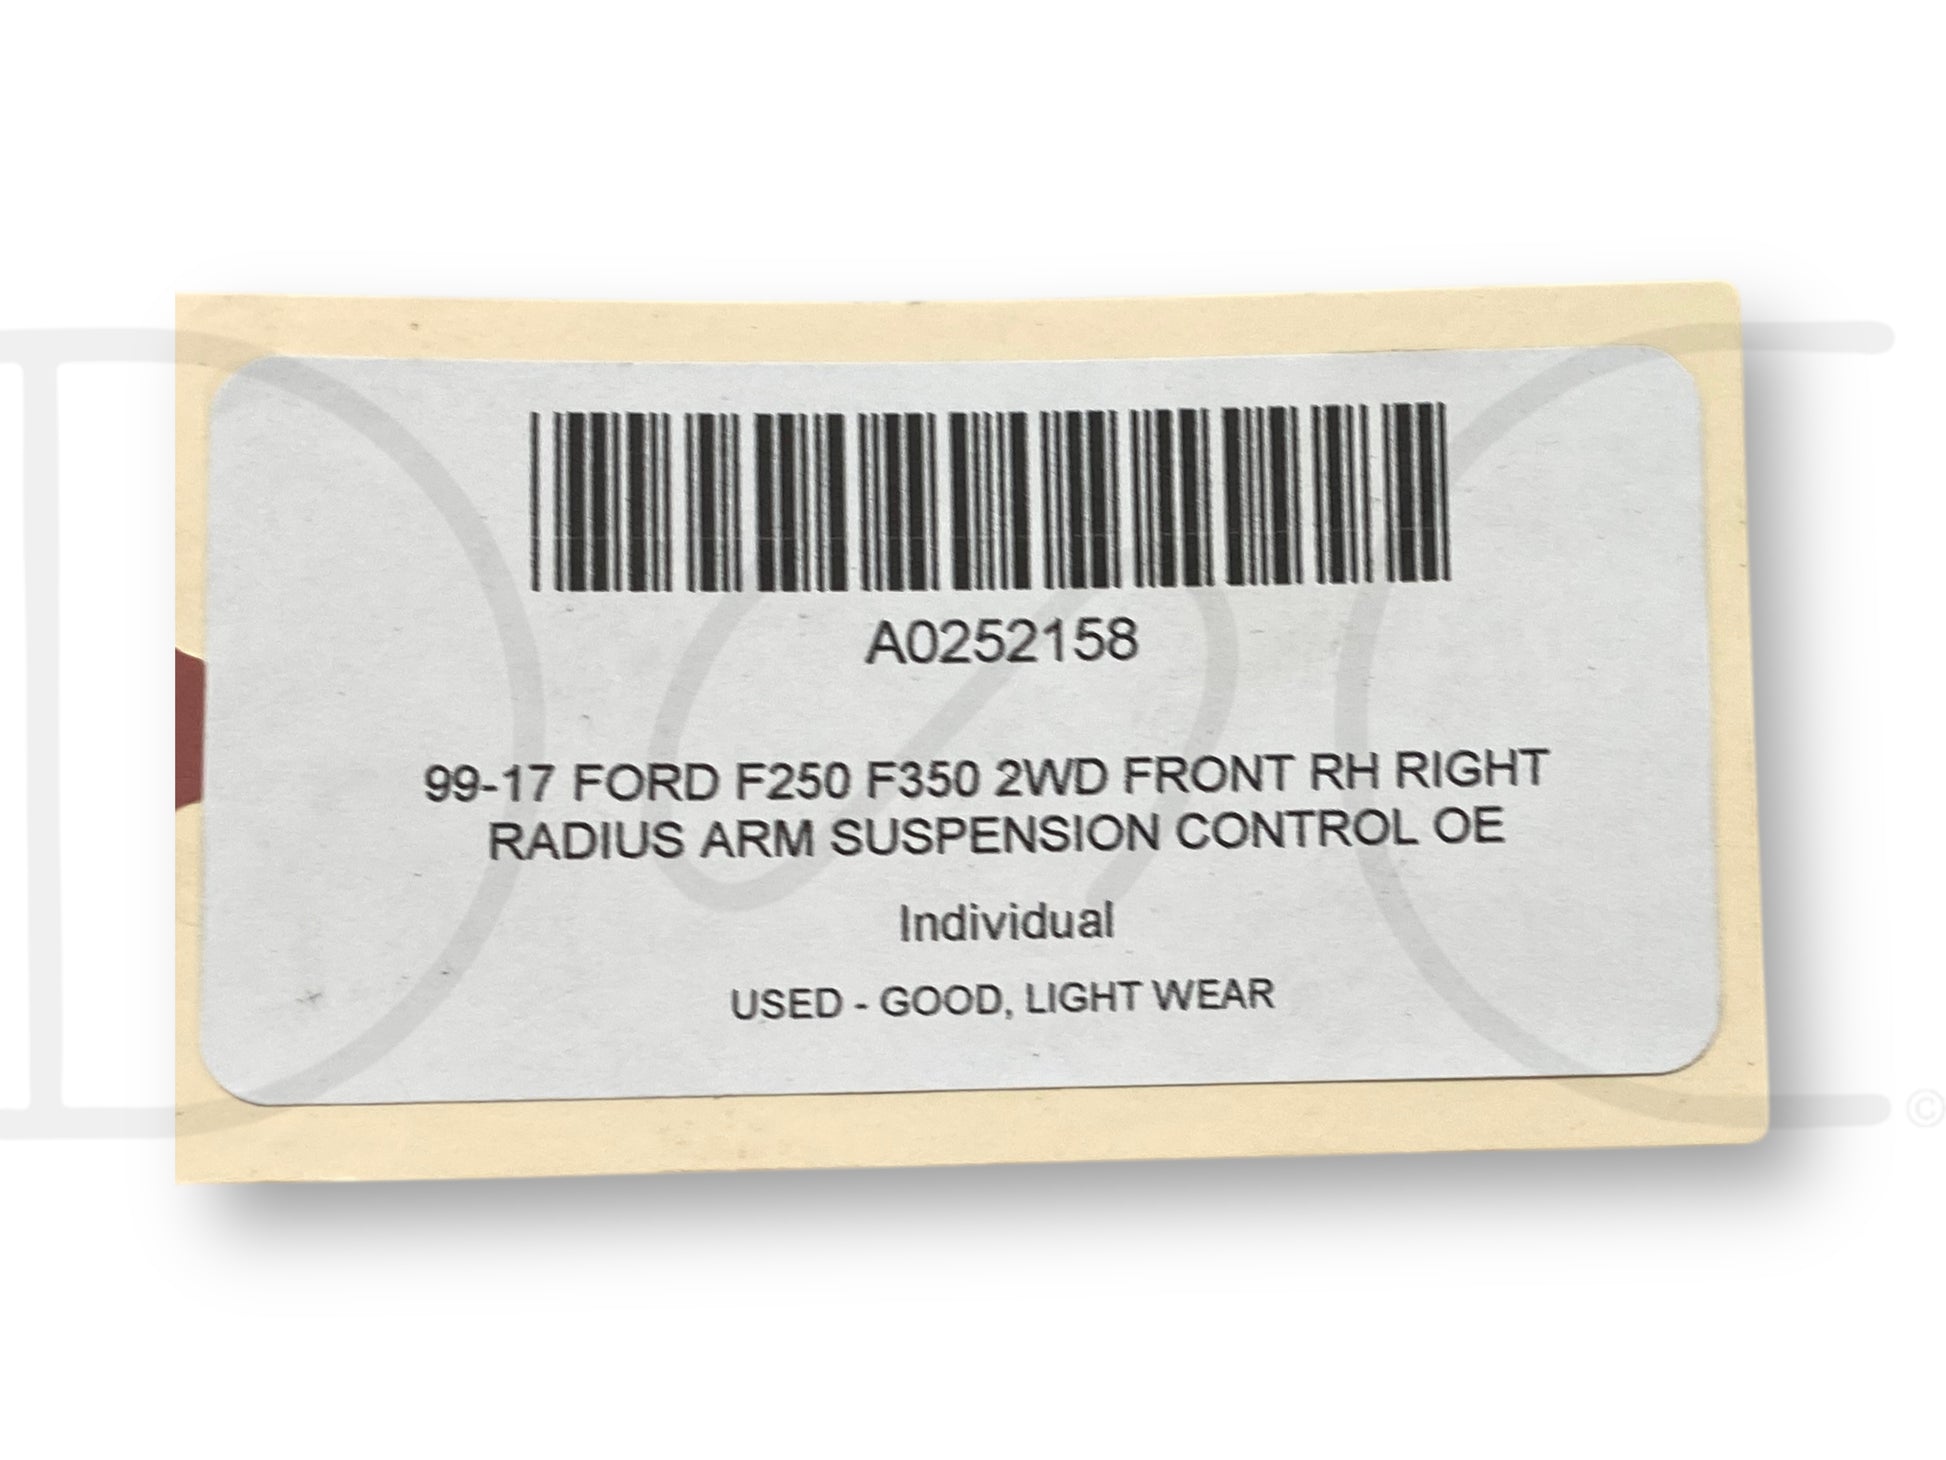 A0252158
99-17 FORD F250 F350 2WD FRONT RH RIGHT
RADIUS ARM SUSPENSION CONTROL OE
Individual
USED - GOOD, LIGHT WEAR
©